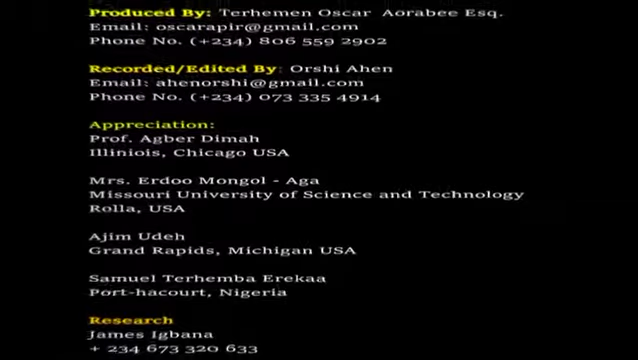 Produced By: Terhemen Oscar Aorabee Esq.
Email: oscarapir@gmail.com
Phone No. (+234) 806 559 2902
Recorded/Edited By: Orshi Ahen
Email: ahenorshi@gmail.com
Phone No. (+234) 073 335 4914
Appreciation:
Prof. Agber Dimah
Illiniois, Chicago USA
Mrs. Erdoo Mongol - Aga
Missouri University of Science and Technology
Rolla, USA
Ajim Udeh
Grand Rapids, Michigan USA
Samuel Terhemba Erekaa
Port-hacourt, Nigeria
Research
James Igbana
+ 234 673 320 633